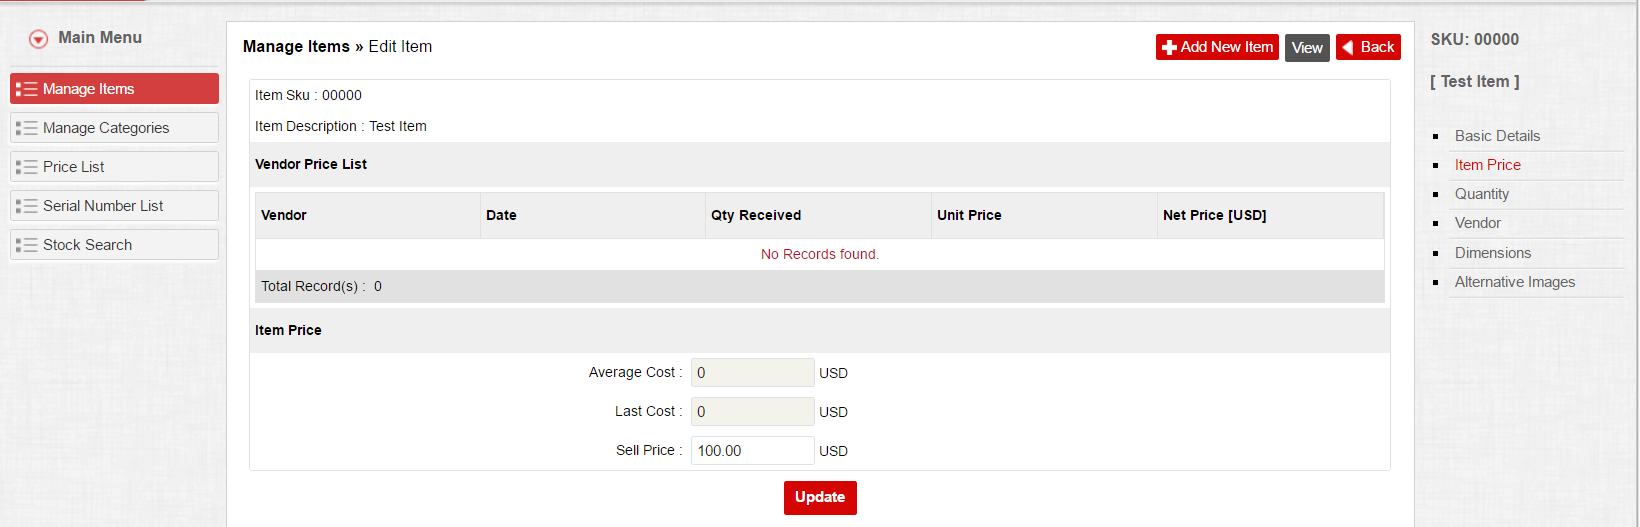 Main Menu
Manage Items
Manage Categories
Price List
Serial Number List
Stock Search
Manage Items » Edit Item
Add New Item
View
Back
Item Sku : 00000
Item Description : Test Item
Vendor Price List
Vendor Date Qty Received Unit Price Net Price [USD]
No Records found.
Total Record(s) : 0
Item Price
Average Cost : 0 USD
Last Cost : 0 USD
Sell Price : 100.00 USD
Update
SKU: 00000
[ Test Item ]
Basic Details
Item Price
Quantity
Vendor
Dimensions
Alternative Images